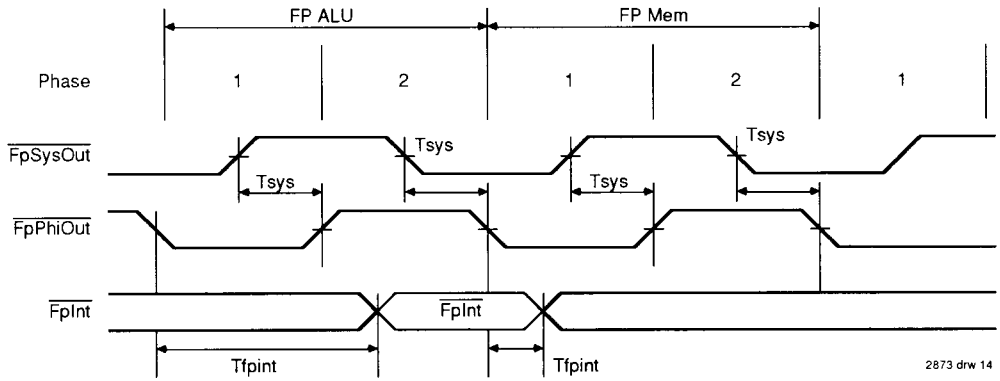 FP ALU FP Mem
Phase 1 2 1 2 1
FpSysOut Tsys Tsys
Tsys Tsys
FpPhiOut
FpInt FpInt
Tfpint Tfpint
2873 drw 14